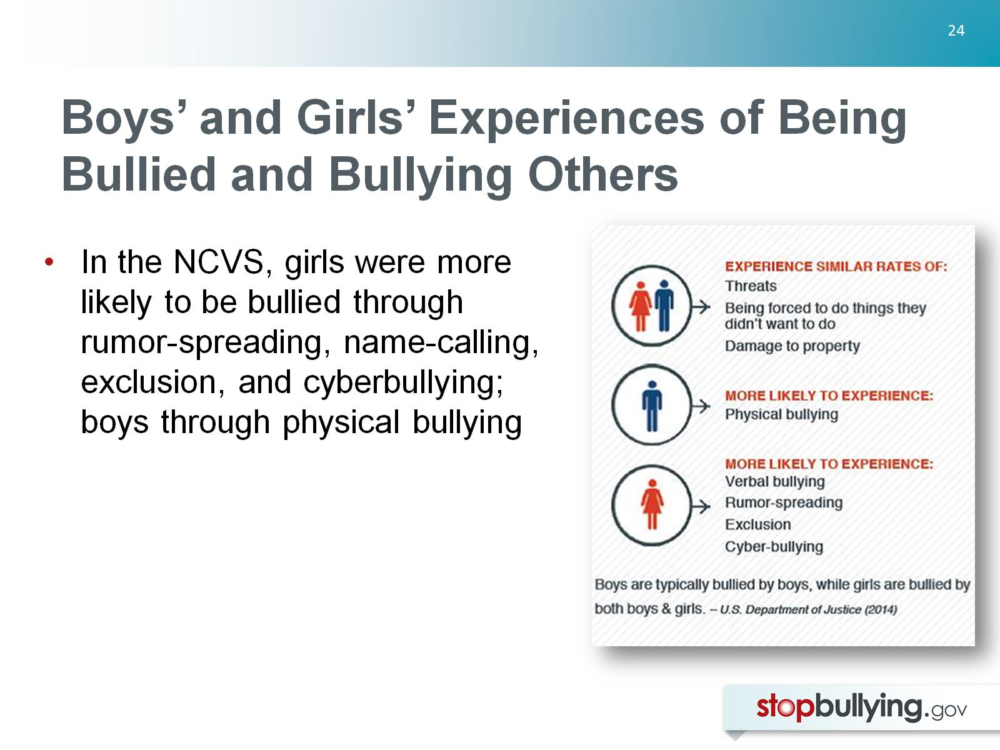 24
Boys’ and Girls’ Experiences of Being
Bullied and Bullying Others
• In the NCVS, girls were more
likely to be bullied through
rumor-spreading, name-calling,
exclusion, and cyberbullying;
boys through physical bullying
EXPERIENCE SIMILAR RATES OF:
Threats
Being forced to do things they
didn’t want to do
Damage to property
MORE LIKELY TO EXPERIENCE:
Physical bullying
MORE LIKELY TO EXPERIENCE:
Verbal bullying
Rumor-spreading
Exclusion
Cyber-bullying
Boys are typically bullied by boys, while girls are bullied by
both boys & girls. – U.S. Department of Justice (2014)
stopbullying.gov